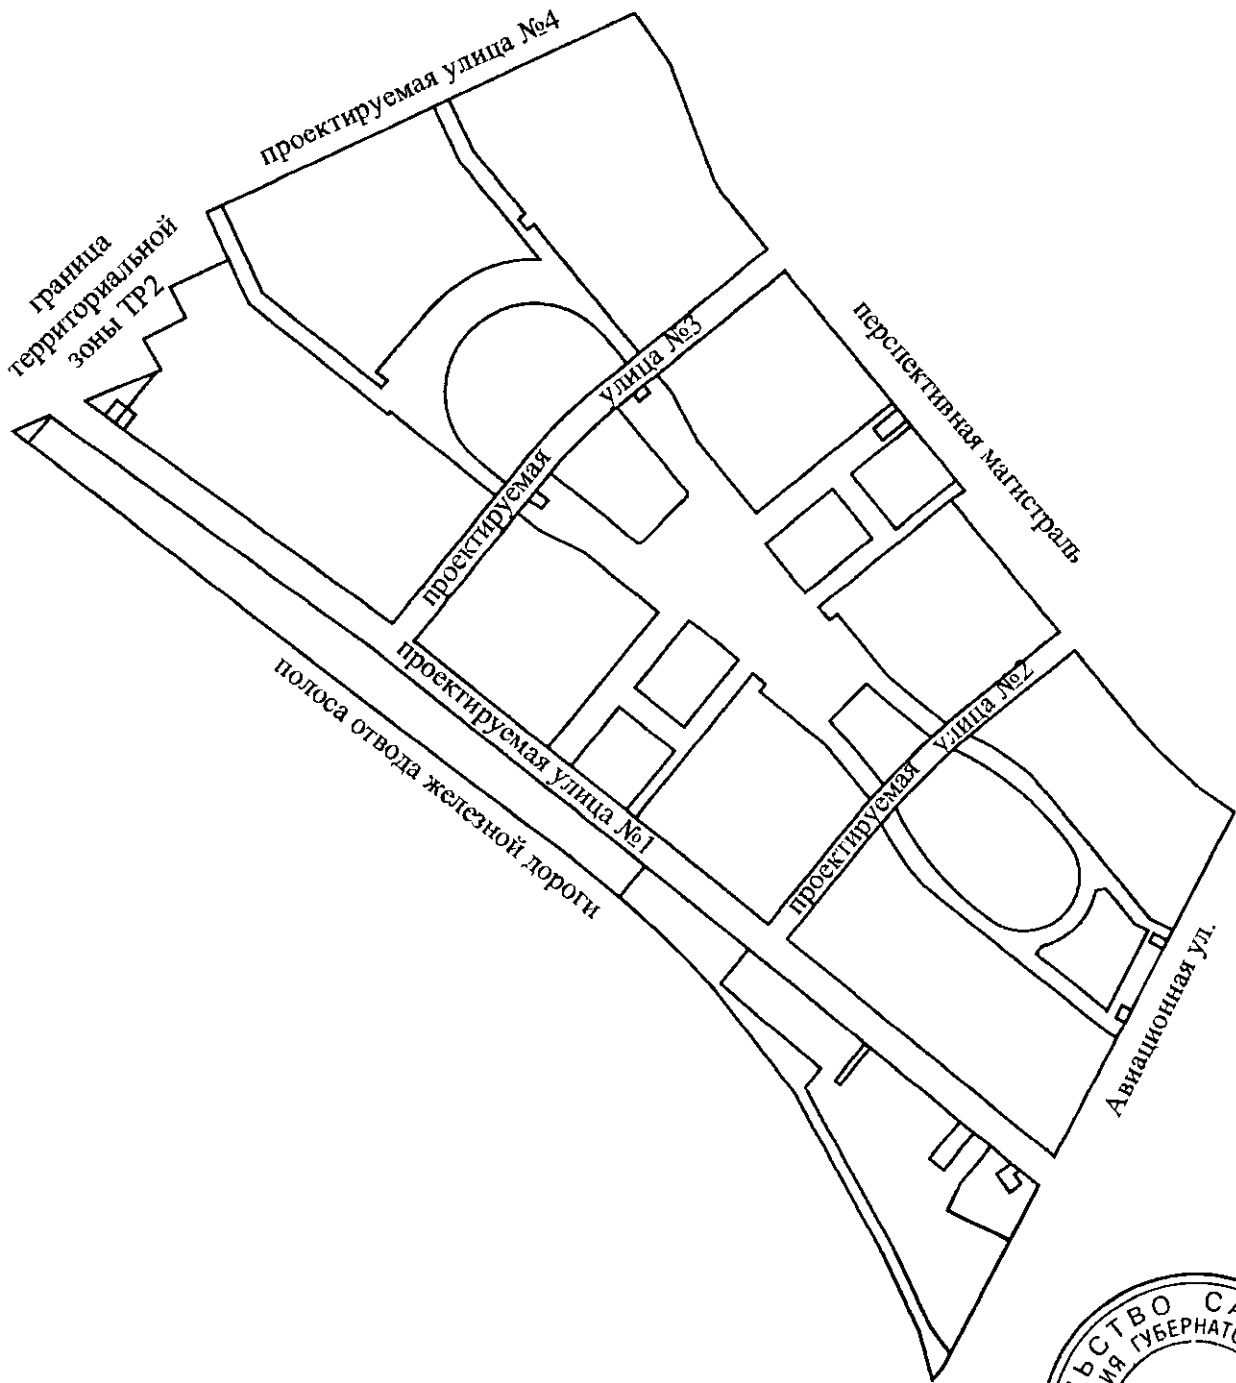 проектируемая улица №4
граница
территориальной
зоны ТР2
улица №3
проектируемая
перспективная магистраль
проектируемая улица №1
полоса отвода железной дороги
улица №2
проектируемая
Авиационная ул.
ГУБЕРНАТО